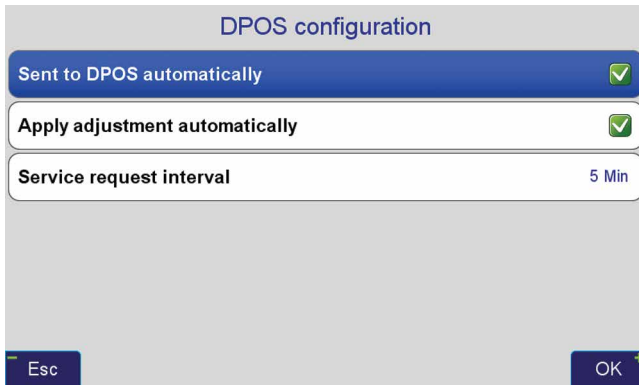 DPOS configuration
Sent to DPOS automatically
Apply adjustment automatically
Service request interval 5 Min
Esc OK